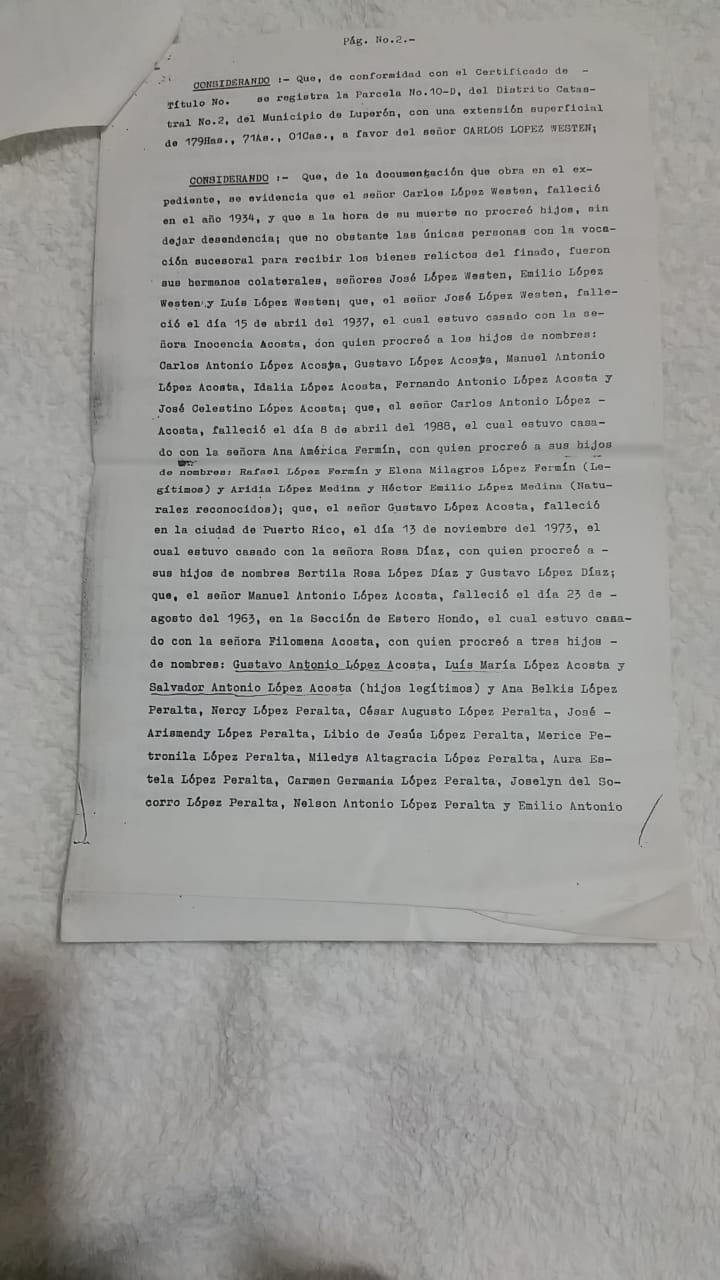 Pág. No.2.-
CONSIDERANDO :- Que, de conformidad con el Certificado de -
Título No. se registra la Parcela No.10-D, del Distrito Catas-
tral No.2, del Municipio de Luperón, con una extensión superficial
de 179Has., 71As., 01Cas., a favor del señor CARLOS LOPEZ WESTEN;
CONSIDERANDO :- Que, de la documentación que obra en el ex-
pediente, se evidencia que el señor Carlos López Westen, falleció
en el año 1934, y que a la hora de su muerte no procreó hijos, sin
dejar desendencia; que no obstante las únicas personas con la voca-
ción sucesoral para recibir los bienes relictos del finado, fueron
sus hermanos colaterales, señores José López Westen, Emilio López
Westen y Luís López Westen; que, el señor José López Westen, falle-
ció el día 15 de abril del 1937, el cual estuvo casado con la se-
ñora Inocencia Acosta, con quien procreó a los hijos de nombres:
Carlos Antonio López Acosta, Gustavo López Acosta, Manuel Antonio
López Acosta, Idalia López Acosta, Fernando Antonio López Acosta y
José Celestino López Acosta; que, el señor Carlos Antonio López -
Acosta, falleció el día 8 de abril del 1988, el cual estuvo casa-
do con la señora Ana América Fermín, con quien procreó a sus hijos
de nombres: Rafael López Fermín y Elena Milagros López Fermín (Le-
gítimos) y Aridia López Medina y Héctor Emilio López Medina (Natu-
ralez reconocidos); que, el señor Gustavo López Acosta, falleció
en la ciudad de Puerto Rico, el día 13 de noviembre del 1973, el
cual estuvo casado con la señora Rosa Díaz, con quien procreó a -
sus hijos de nombres Bertila Rosa López Díaz y Gustavo López Díaz;
que, el señor Manuel Antonio López Acosta, falleció el día 23 de -
agosto del 1963, en la Sección de Estero Hondo, el cual estuvo casa-
do con la señora Filomena Acosta, con quien procreó a tres hijos -
de nombres: Gustavo Antonio López Acosta, Luís María López Acosta y
Salvador Antonio López Acosta (hijos legítimos) y Ana Belkis López
Peralta, Nercy López Peralta, César Augusto López Peralta, José -
Arismendy López Peralta, Libio de Jesús López Peralta, Merice Pe-
tronila López Peralta, Miledys Altagracia López Peralta, Aura Es-
tela López Peralta, Carmen Germania López Peralta, Joselyn del So-
corro López Peralta, Nelson Antonio López Peralta y Emilio Antonio